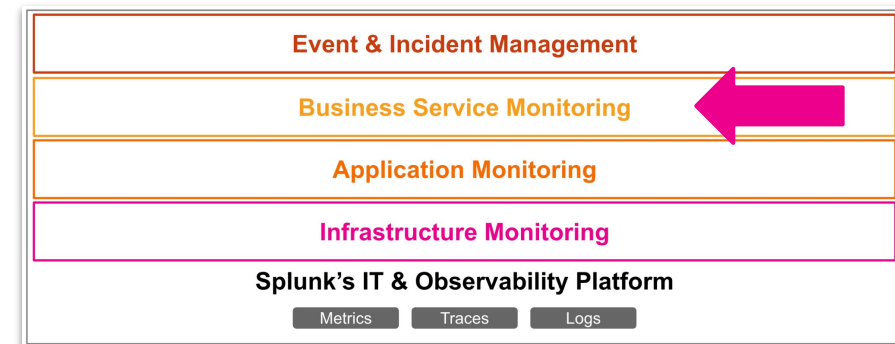 Event & Incident Management
Business Service Monitoring
Application Monitoring
Infrastructure Monitoring
Splunk's IT & Observability Platform
Metrics Traces Logs